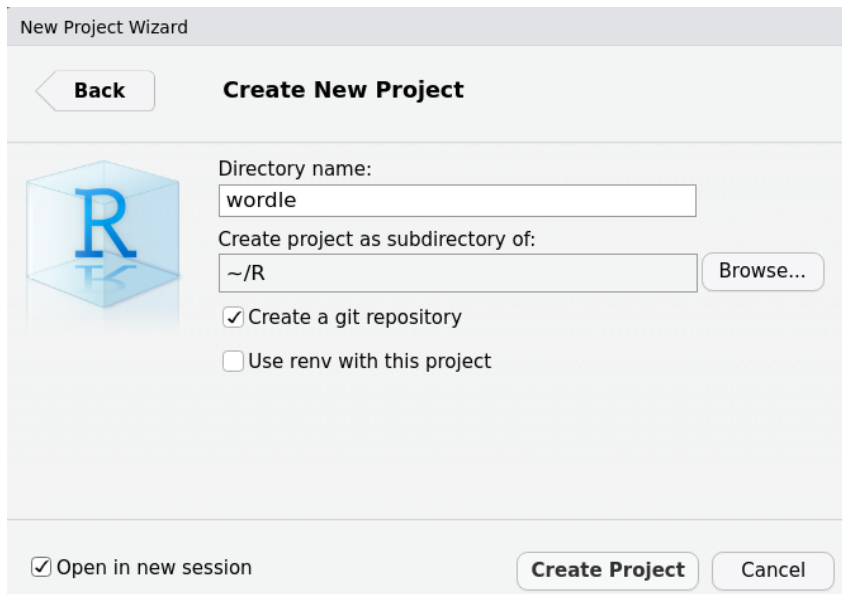 New Project Wizard
Back
Create New Project
R
Directory name:
wordle
Create project as subdirectory of:
~/R
Browse...
Create a git repository
Use renv with this project
Open in new session
Create Project
Cancel